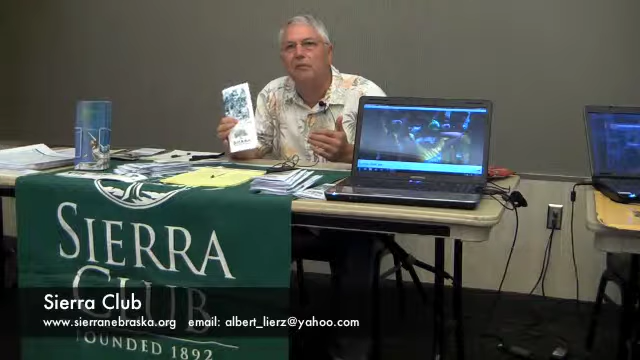 SIERRA
CLUB
FOUNDED 1892
Sierra Club
www.sierranebraska.org email: albert_lierz@yahoo.com